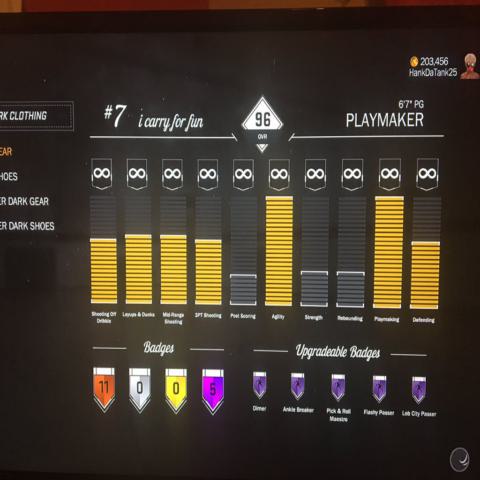 203,456
HankDaTank25
RK CLOTHING
EAR
HOES
ER DARK GEAR
ER DARK SHOES
#7 i carry for fun
96
OVR
6'7" PG
PLAYMAKER
Shooting Off Dribble
Layups & Dunks
Mid-Range Shooting
3PT Shooting
Post Scoring
Agility
Strength
Rebounding
Playmaking
Defending
Badges
11
0
0
5
Upgradeable Badges
Dimer
Ankle Breaker
Pick & Roll Maestro
Flashy Passer
Lob City Passer